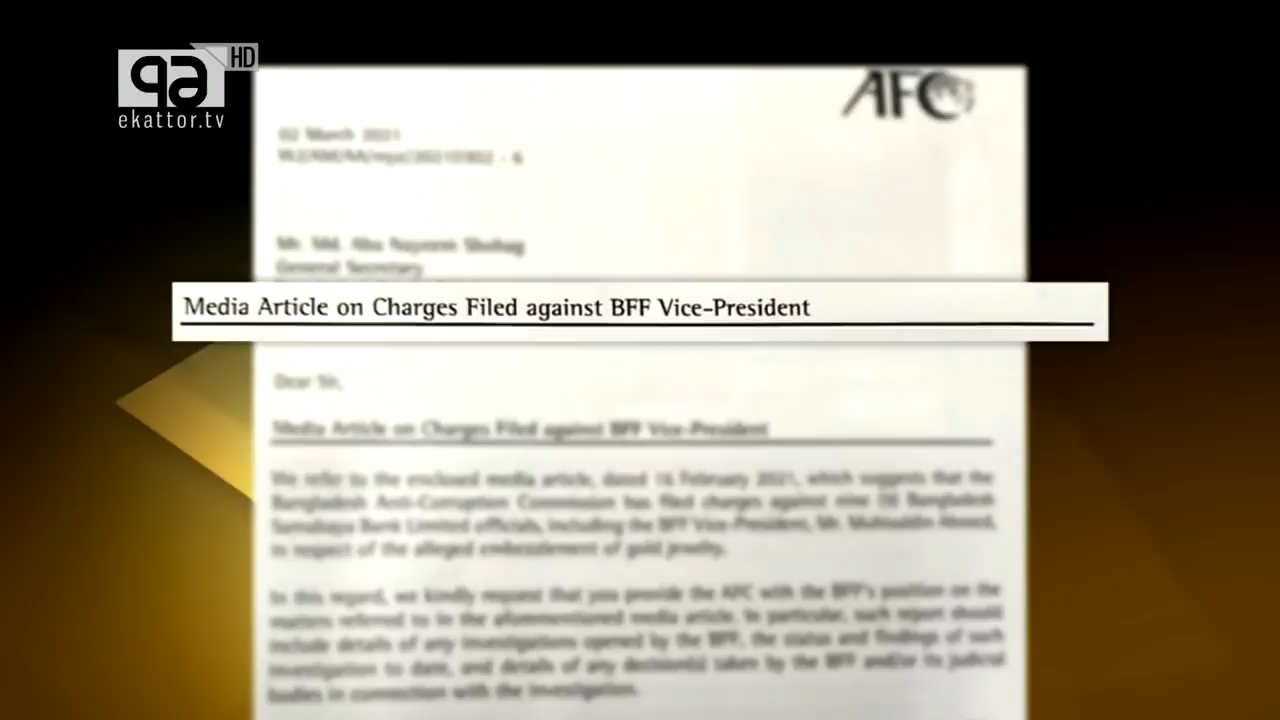 HD
ekattor.tv
AFC
02 March 2021
Mr. Md. Abu Nayeem Shohag
General Secretary
Media Article on Charges Filed against BFF Vice-President
Dear Sir,
Media Article on Charges Filed against BFF Vice-President
We refer to the enclosed media article, dated 16 February 2021, which suggests that the
Bangladesh Anti-Corruption Commission has filed charges against nine Bangladesh
Samabaya Bank Limited officials, including the BFF Vice-President, Mr. Mohiuddin Ahmed,
in respect of the alleged embezzlement of gold jewelry.
In this regard, we kindly request that you provide the AFC with the BFF's position on the
matters referred to in the aforementioned media article. In particular, such report should
include details of any investigations opened by the BFF, the status and findings of such
investigation to date, and details of any decision(s) taken by the BFF and/or its judicial
bodies in connection with the investigation.